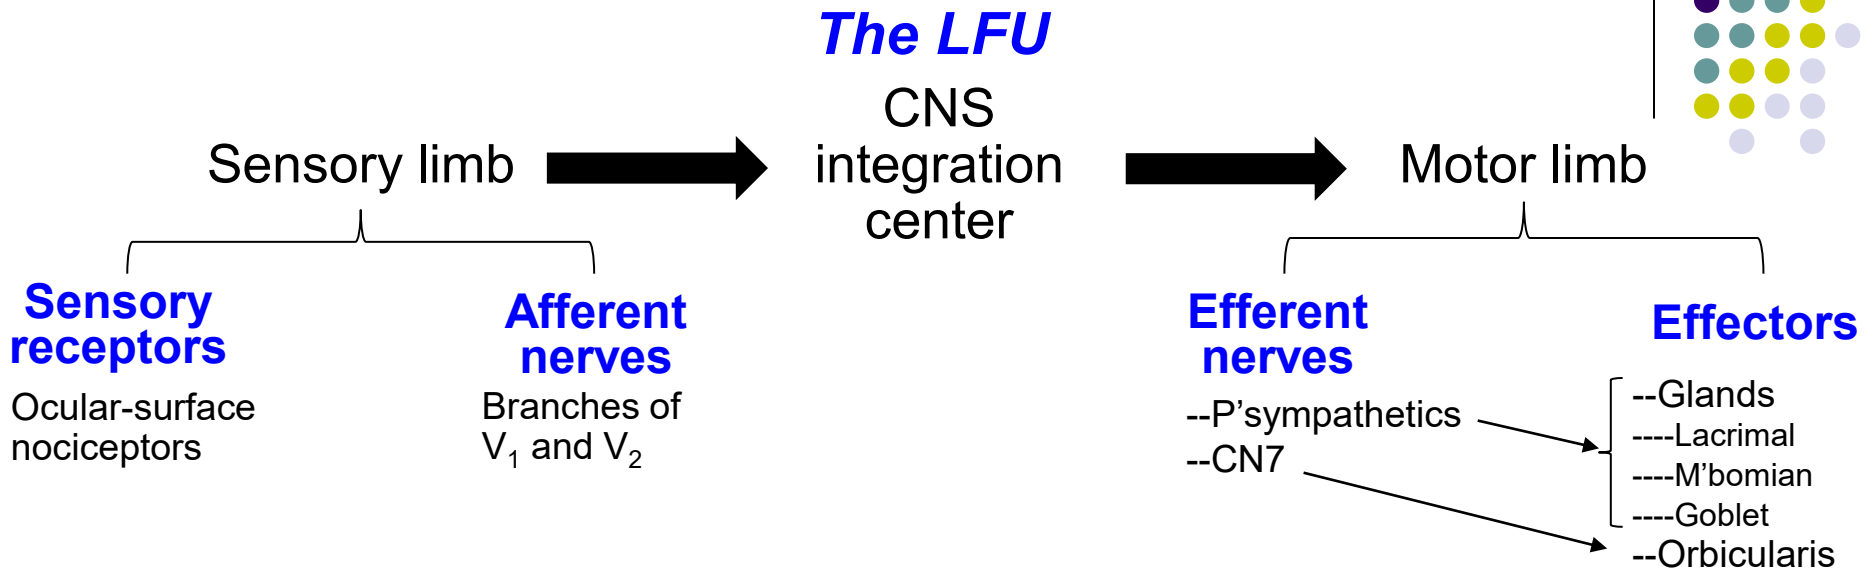 The LFU
Sensory limb
CNS
integration
center
Motor limb
Sensory
receptors
Ocular-surface
nociceptors
Afferent
nerves
Branches of
V₁ and V₂
Efferent
nerves
--P'sympathetics
--CN7
Effectors
--Glands
----Lacrimal
----M'bomian
----Goblet
--Orbicularis